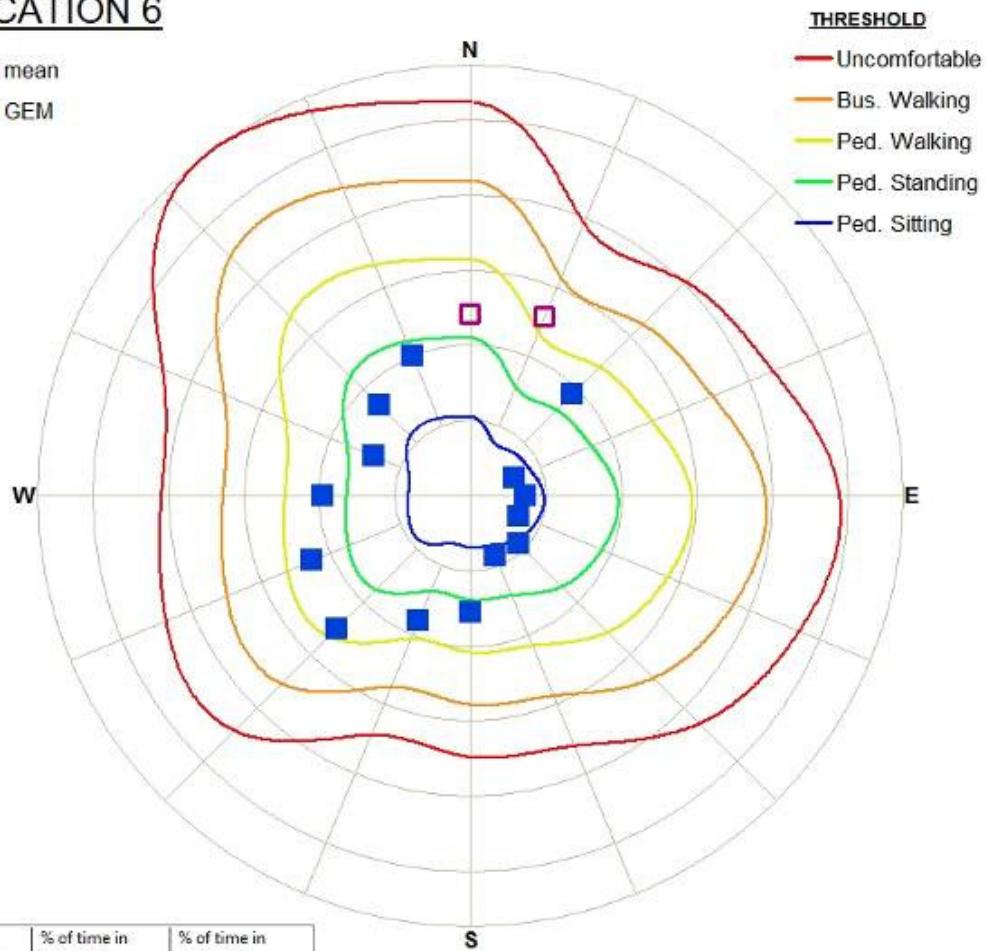 CATION 6
mean
GEM
THRESHOLD
Uncomfortable
Bus. Walking
Ped. Walking
Ped. Standing
Ped. Sitting
N
W
E
S
% of time in
% of time in